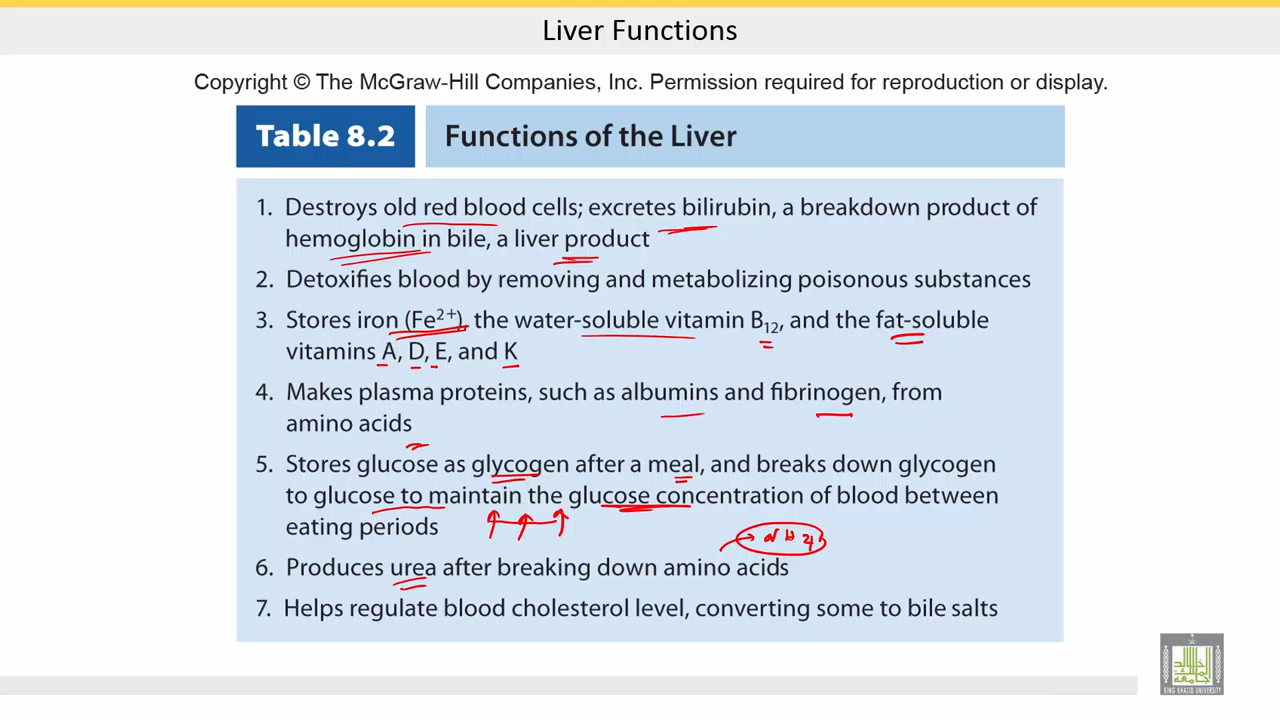 Liver Functions
Copyright © The McGraw-Hill Companies, Inc. Permission required for reproduction or display.
Table 8.2
Functions of the Liver
1. Destroys old red blood cells; excretes bilirubin, a breakdown product of
hemoglobin in bile, a liver product
2. Detoxifies blood by removing and metabolizing poisonous substances
3. Stores iron (Fe²⁺), the water-soluble vitamin B₁₂, and the fat-soluble
vitamins A, D, E, and K
4. Makes plasma proteins, such as albumins and fibrinogen, from
amino acids
5. Stores glucose as glycogen after a meal, and breaks down glycogen
to glucose to maintain the glucose concentration of blood between
eating periods
6. Produces urea after breaking down amino acids
7. Helps regulate blood cholesterol level, converting some to bile salts
KING KHALID UNIVERSITY